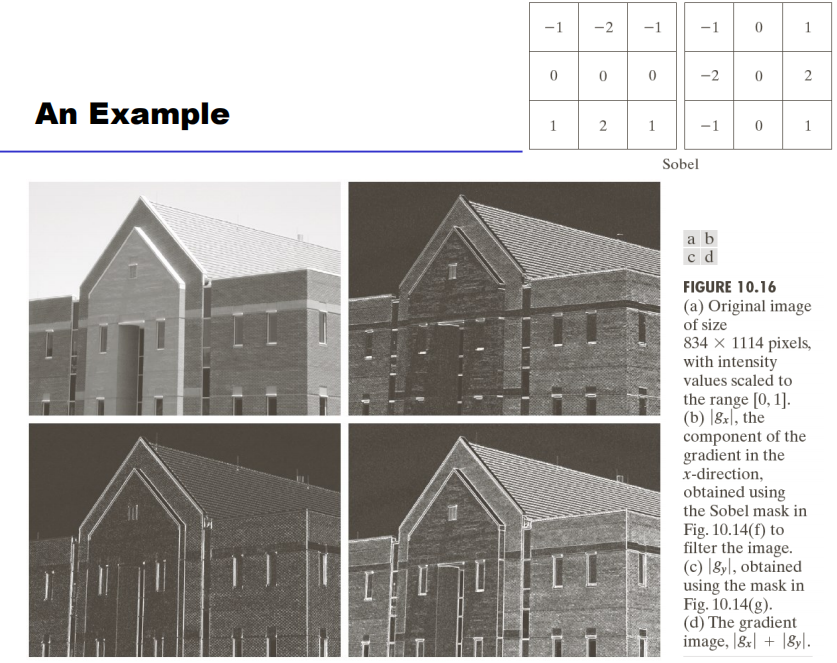 An Example
−1 −2 −1 −1 0 1
0 0 0 −2 0 2
1 2 1 −1 0 1
Sobel
a b
c d
FIGURE 10.16
(a) Original image
of size
834 × 1114 pixels,
with intensity
values scaled to
the range [0, 1].
(b) |gx|, the
component of the
gradient in the
x-direction,
obtained using
the Sobel mask in
Fig. 10.14(f) to
filter the image.
(c) |gy|, obtained
using the mask in
Fig. 10.14(g).
(d) The gradient
image, |gx| + |gy|.